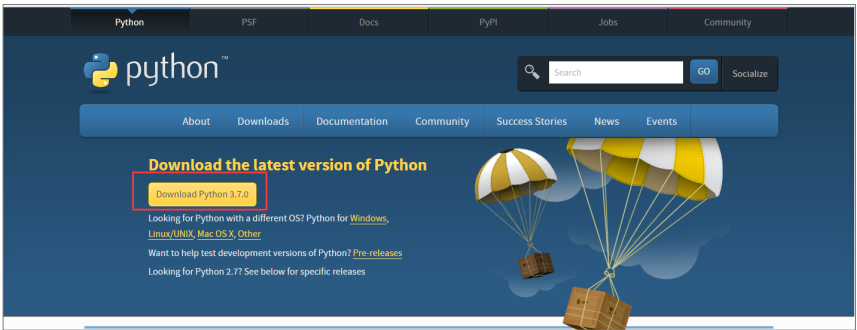 Python PSF Docs PyPI Jobs Community
python™
Search GO Socialize
About Downloads Documentation Community Success Stories News Events
Download the latest version of Python
Download Python 3.7.0
Looking for Python with a different OS? Python for Windows,
Linux/UNIX, Mac OS X, Other
Want to help test development versions of Python? Pre-releases
Looking for Python 2.7? See below for specific releases